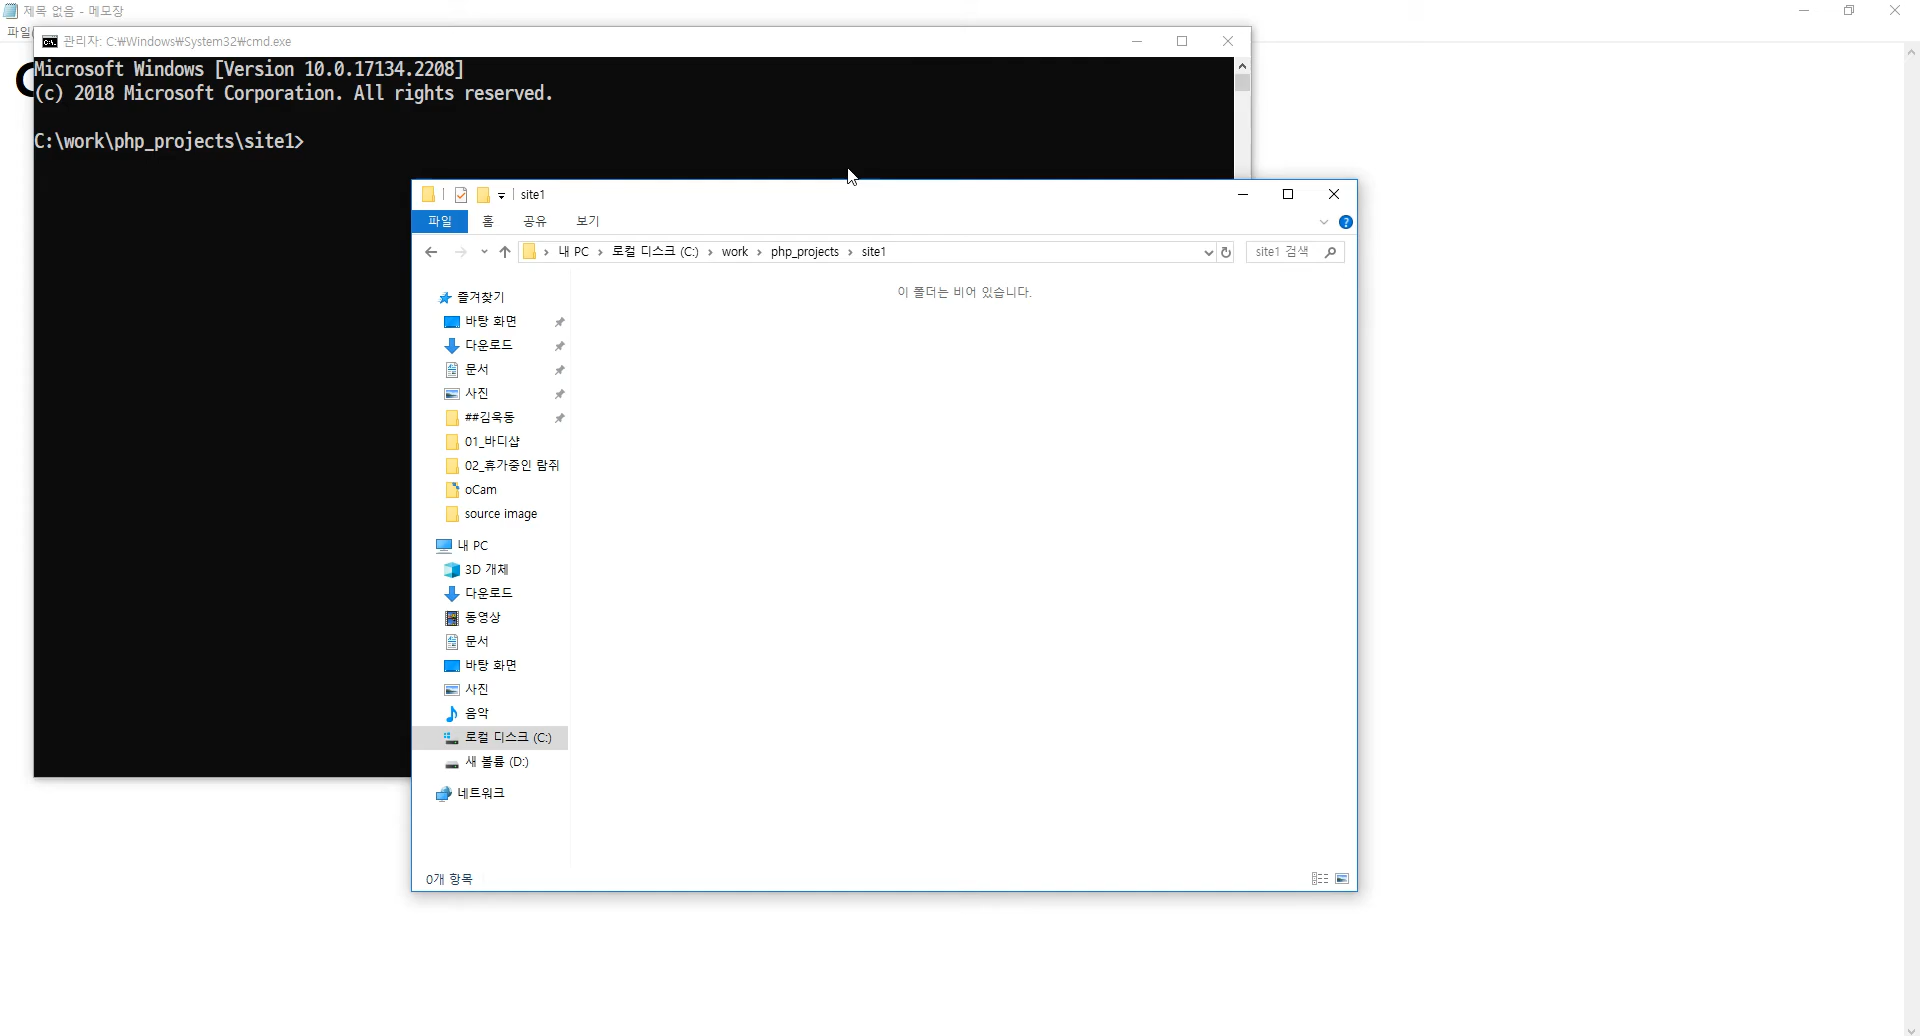 제목 없음 - 메모장
파일(
관리자: C:₩Windows₩System32₩cmd.exe
Microsoft Windows [Version 10.0.17134.2208]
(c) 2018 Microsoft Corporation. All rights reserved.
C:\work\php_projects\site1>
site1
파일 홈 공유 보기
내 PC › 로컬 디스크 (C:) › work › php_projects › site1
site1 검색
이 폴더는 비어 있습니다.
즐겨찾기
바탕 화면
다운로드
문서
사진
##김욱동
01_바디샵
02_휴가중인 람쥐
oCam
source image
내 PC
3D 개체
다운로드
동영상
문서
바탕 화면
사진
음악
로컬 디스크 (C:)
새 볼륨 (D:)
네트워크
0개 항목